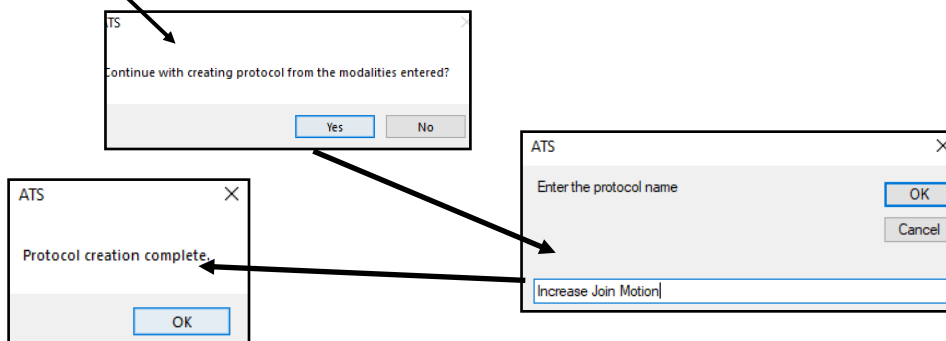 ATS
Continue with creating protocol from the modalities entered?
Yes
No
ATS
Enter the protocol name
OK
Cancel
Increase Join Motion
ATS
Protocol creation complete.
OK